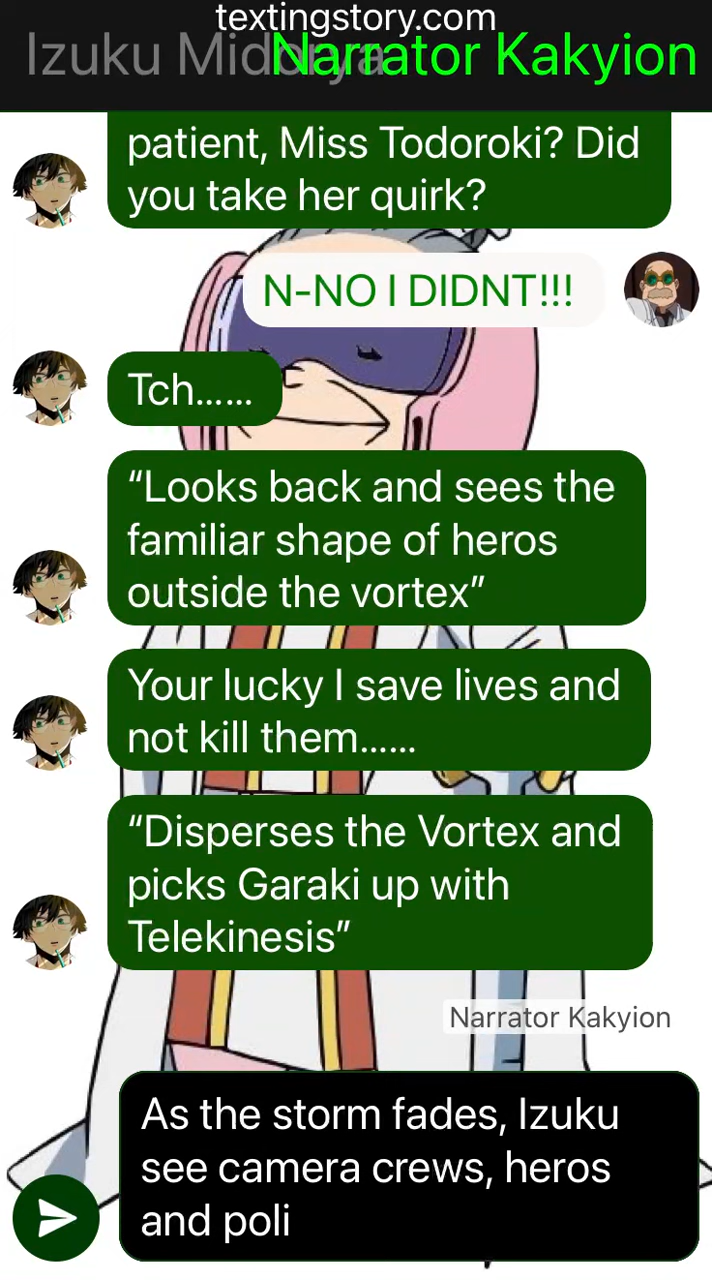 textingstory.com
Izuku Midoriya Narrator Kakyion
patient, Miss Todoroki? Did
you take her quirk?
N-NO I DIDNT!!!
Tch......
“Looks back and sees the
familiar shape of heros
outside the vortex”
Your lucky I save lives and
not kill them......
“Disperses the Vortex and
picks Garaki up with
Telekinesis”
Narrator Kakyion
As the storm fades, Izuku
see camera crews, heros
and poli